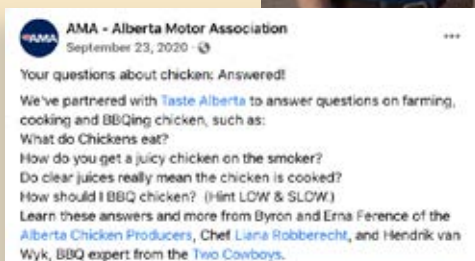 AMA
AMA - Alberta Motor Association
September 23, 2020 ·
Your questions about chicken: Answered!
We've partnered with Taste Alberta to answer questions on farming,
cooking and BBQing chicken, such as:
What do Chickens eat?
How do you get a juicy chicken on the smoker?
Do clear juices really mean the chicken is cooked?
How should I BBQ chicken? (Hint LOW & SLOW.)
Learn these answers and more from Byron and Erna Ference of the
Alberta Chicken Producers, Chef Liana Robberecht, and Hendrik van
Wyk, BBQ expert from the Two Cowboys.